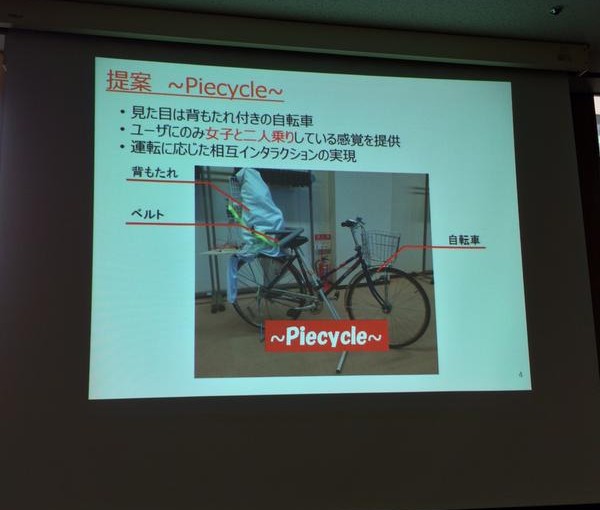 提案 ~Piecycle~
• 見た目は背もたれ付きの自転車
• ユーザにのみ女子と二人乗りしている感覚を提供
• 運転に応じた相互インタラクションの実現
背もたれ
ベルト
自転車
~Piecycle~
4